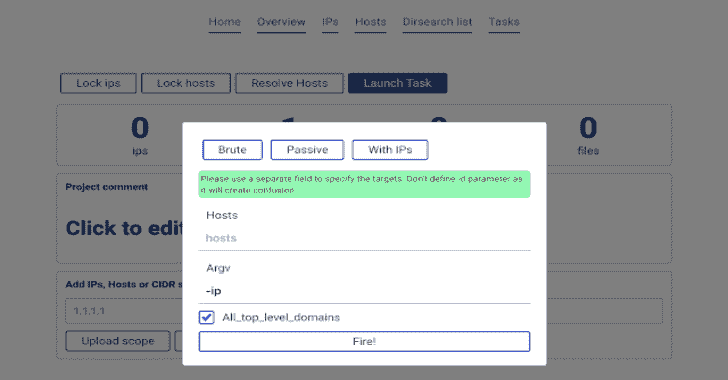 Home Overview IPs Hosts Dirsearch list Tasks
Lock ips Lock hosts Resolve Hosts Launch Task
0 0
ips files
Brute Passive With IPs
Project comment
Please use a separate field to specify the targets. Don't define -d parameter as
it will create confusion
Click to edi
Hosts
hosts
Argv
Add IPs, Hosts or CIDR s
-ip
1.1.1.1
All_top_level_domains
Upload scope
Fire!